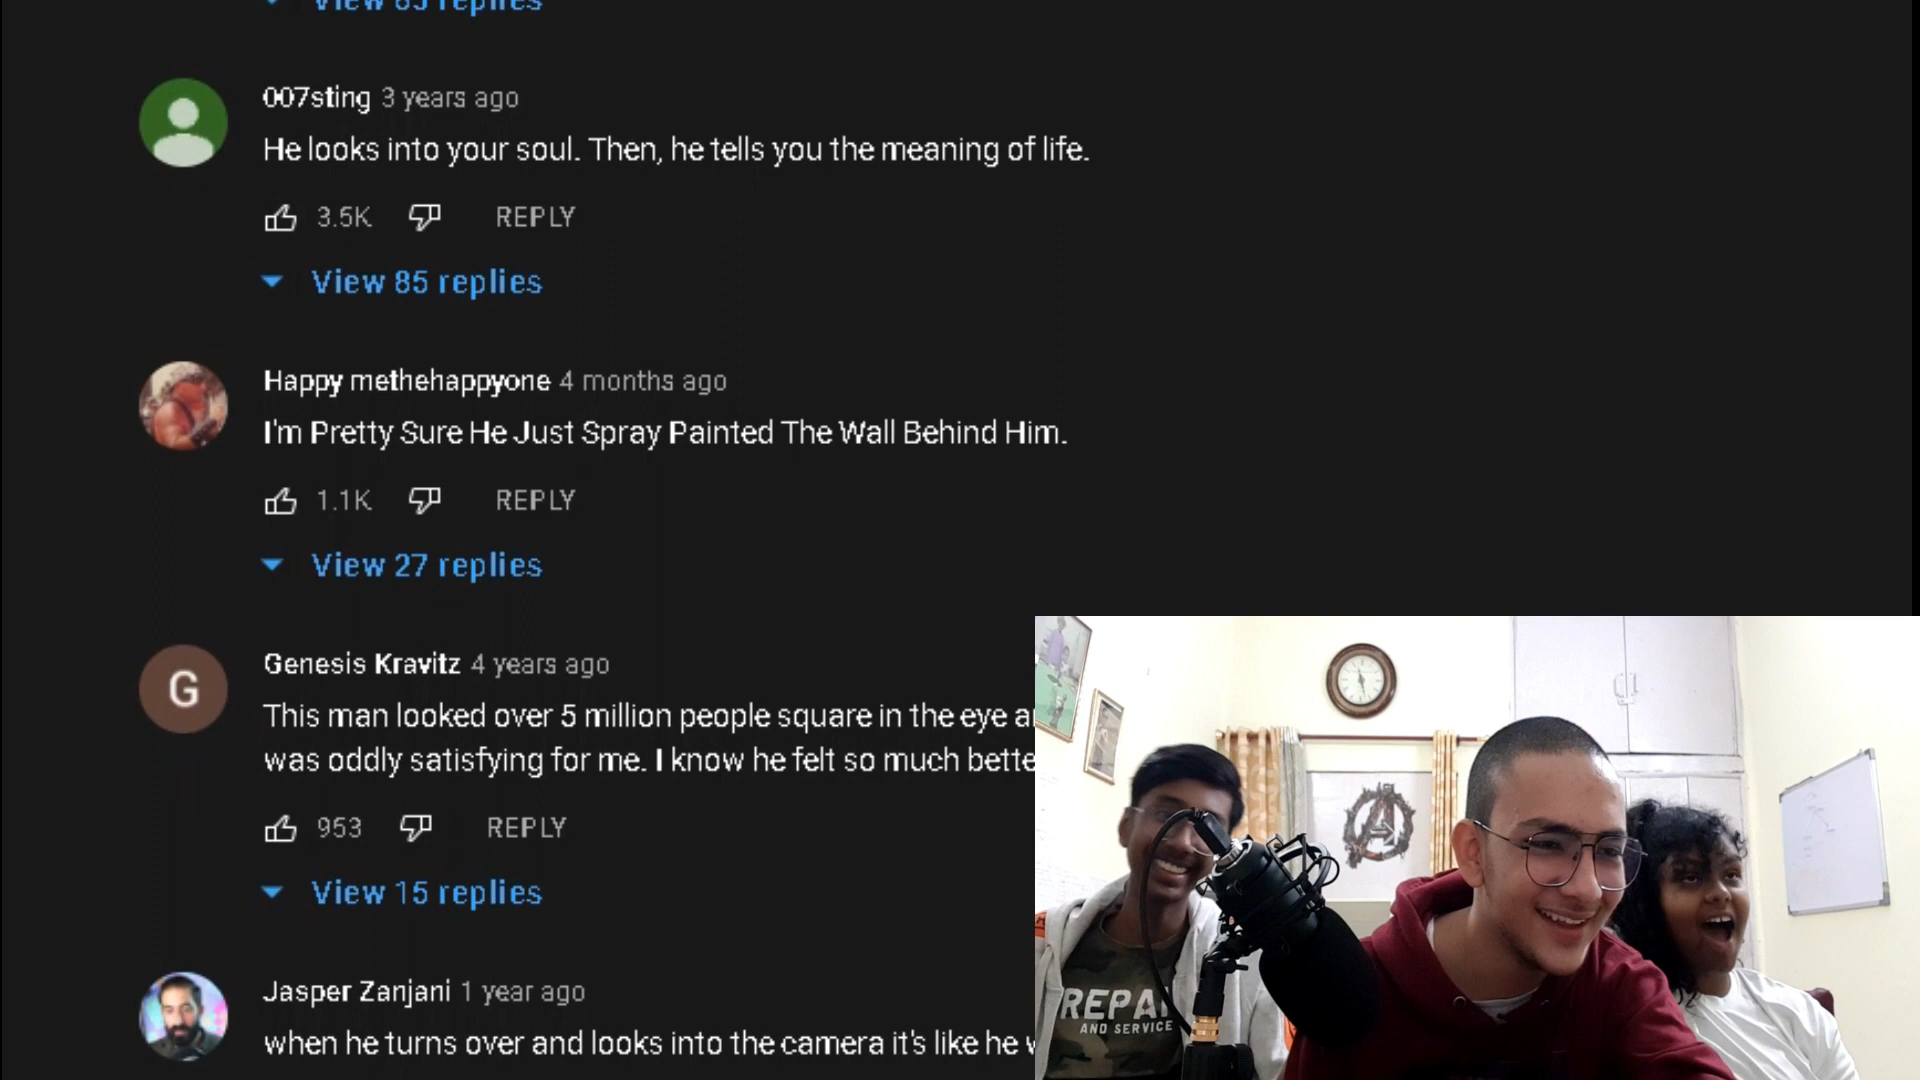 View 85 replies
007sting 3 years ago
He looks into your soul. Then, he tells you the meaning of life.
3.5K REPLY
View 85 replies
Happy methehappyone 4 months ago
I'm Pretty Sure He Just Spray Painted The Wall Behind Him.
1.1K REPLY
View 27 replies
G
Genesis Kravitz 4 years ago
This man looked over 5 million people square in the eye
was oddly satisfying for me. I know he felt so much bette
953 REPLY
View 15 replies
Jasper Zanjani 1 year ago
when he turns over and looks into the camera it's like he
REPAI
AND SERVICE